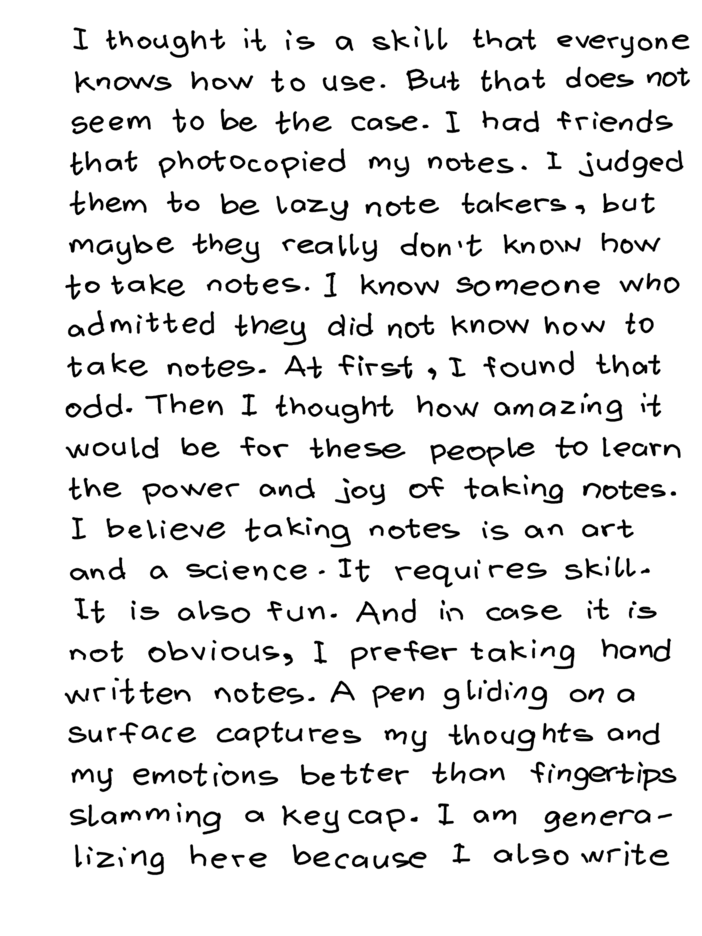 I thought it is a skill that everyone
knows how to use. But that does not
seem to be the case. I had friends
that photocopied my notes. I judged
them to be lazy note takers, but
maybe they really don't know how
to take notes. I know someone who
admitted they did not know how to
take notes. At first, I found that
odd. Then I thought how amazing it
would be for these people to learn
the power and joy of taking notes.
I believe taking notes is an art
and a science. It requires skill.
It is also fun. And in case it is
not obvious, I prefer taking hand
written notes. A pen gliding on a
surface captures my thoughts and
my emotions better than fingertips
slamming a key cap. I am genera-
lizing here because I also write